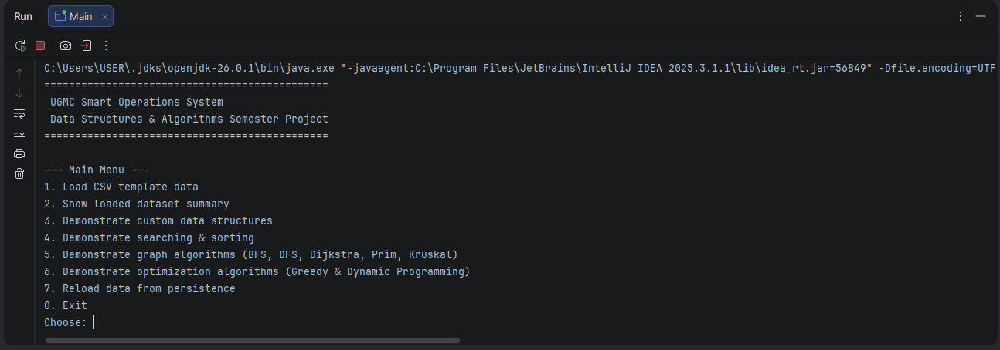 Run
Main
C:\Users\USER\.jdks\openjdk-26.0.1\bin\java.exe "-javaagent:C:\Program Files\JetBrains\IntelliJ IDEA 2025.3.1.1\lib\idea_rt.jar=56849" -Dfile.encoding=UTF
==============================================
UGMC Smart Operations System
Data Structures & Algorithms Semester Project
==============================================
--- Main Menu ---
1. Load CSV template data
2. Show loaded dataset summary
3. Demonstrate custom data structures
4. Demonstrate searching & sorting
5. Demonstrate graph algorithms (BFS, DFS, Dijkstra, Prim, Kruskal)
6. Demonstrate optimization algorithms (Greedy & Dynamic Programming)
7. Reload data from persistence
0. Exit
Choose: